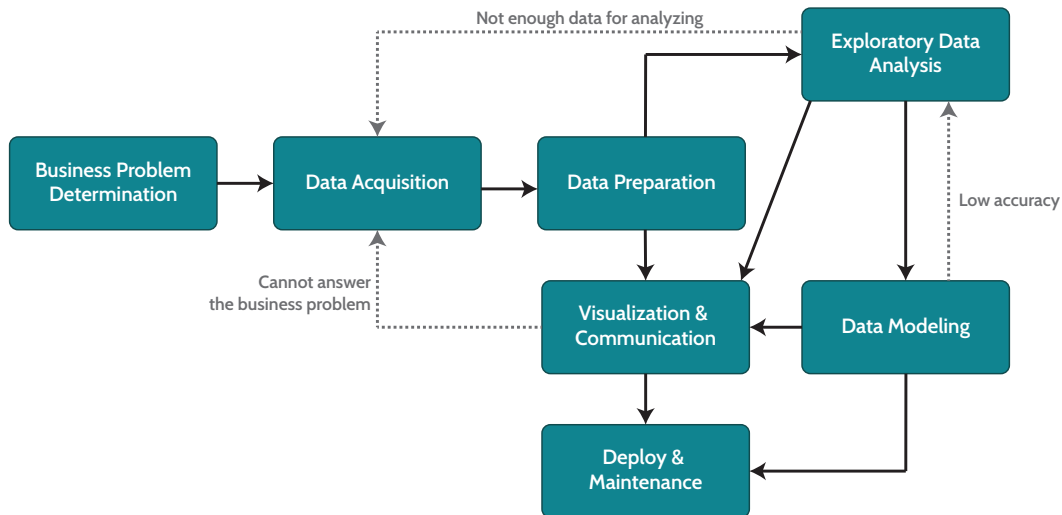 Not enough data for analyzing
Exploratory Data
Analysis
Business Problem
Determination
Data Acquisition
Data Preparation
Low accuracy
Cannot answer
the business problem
Visualization &
Communication
Data Modeling
Deploy &
Maintenance